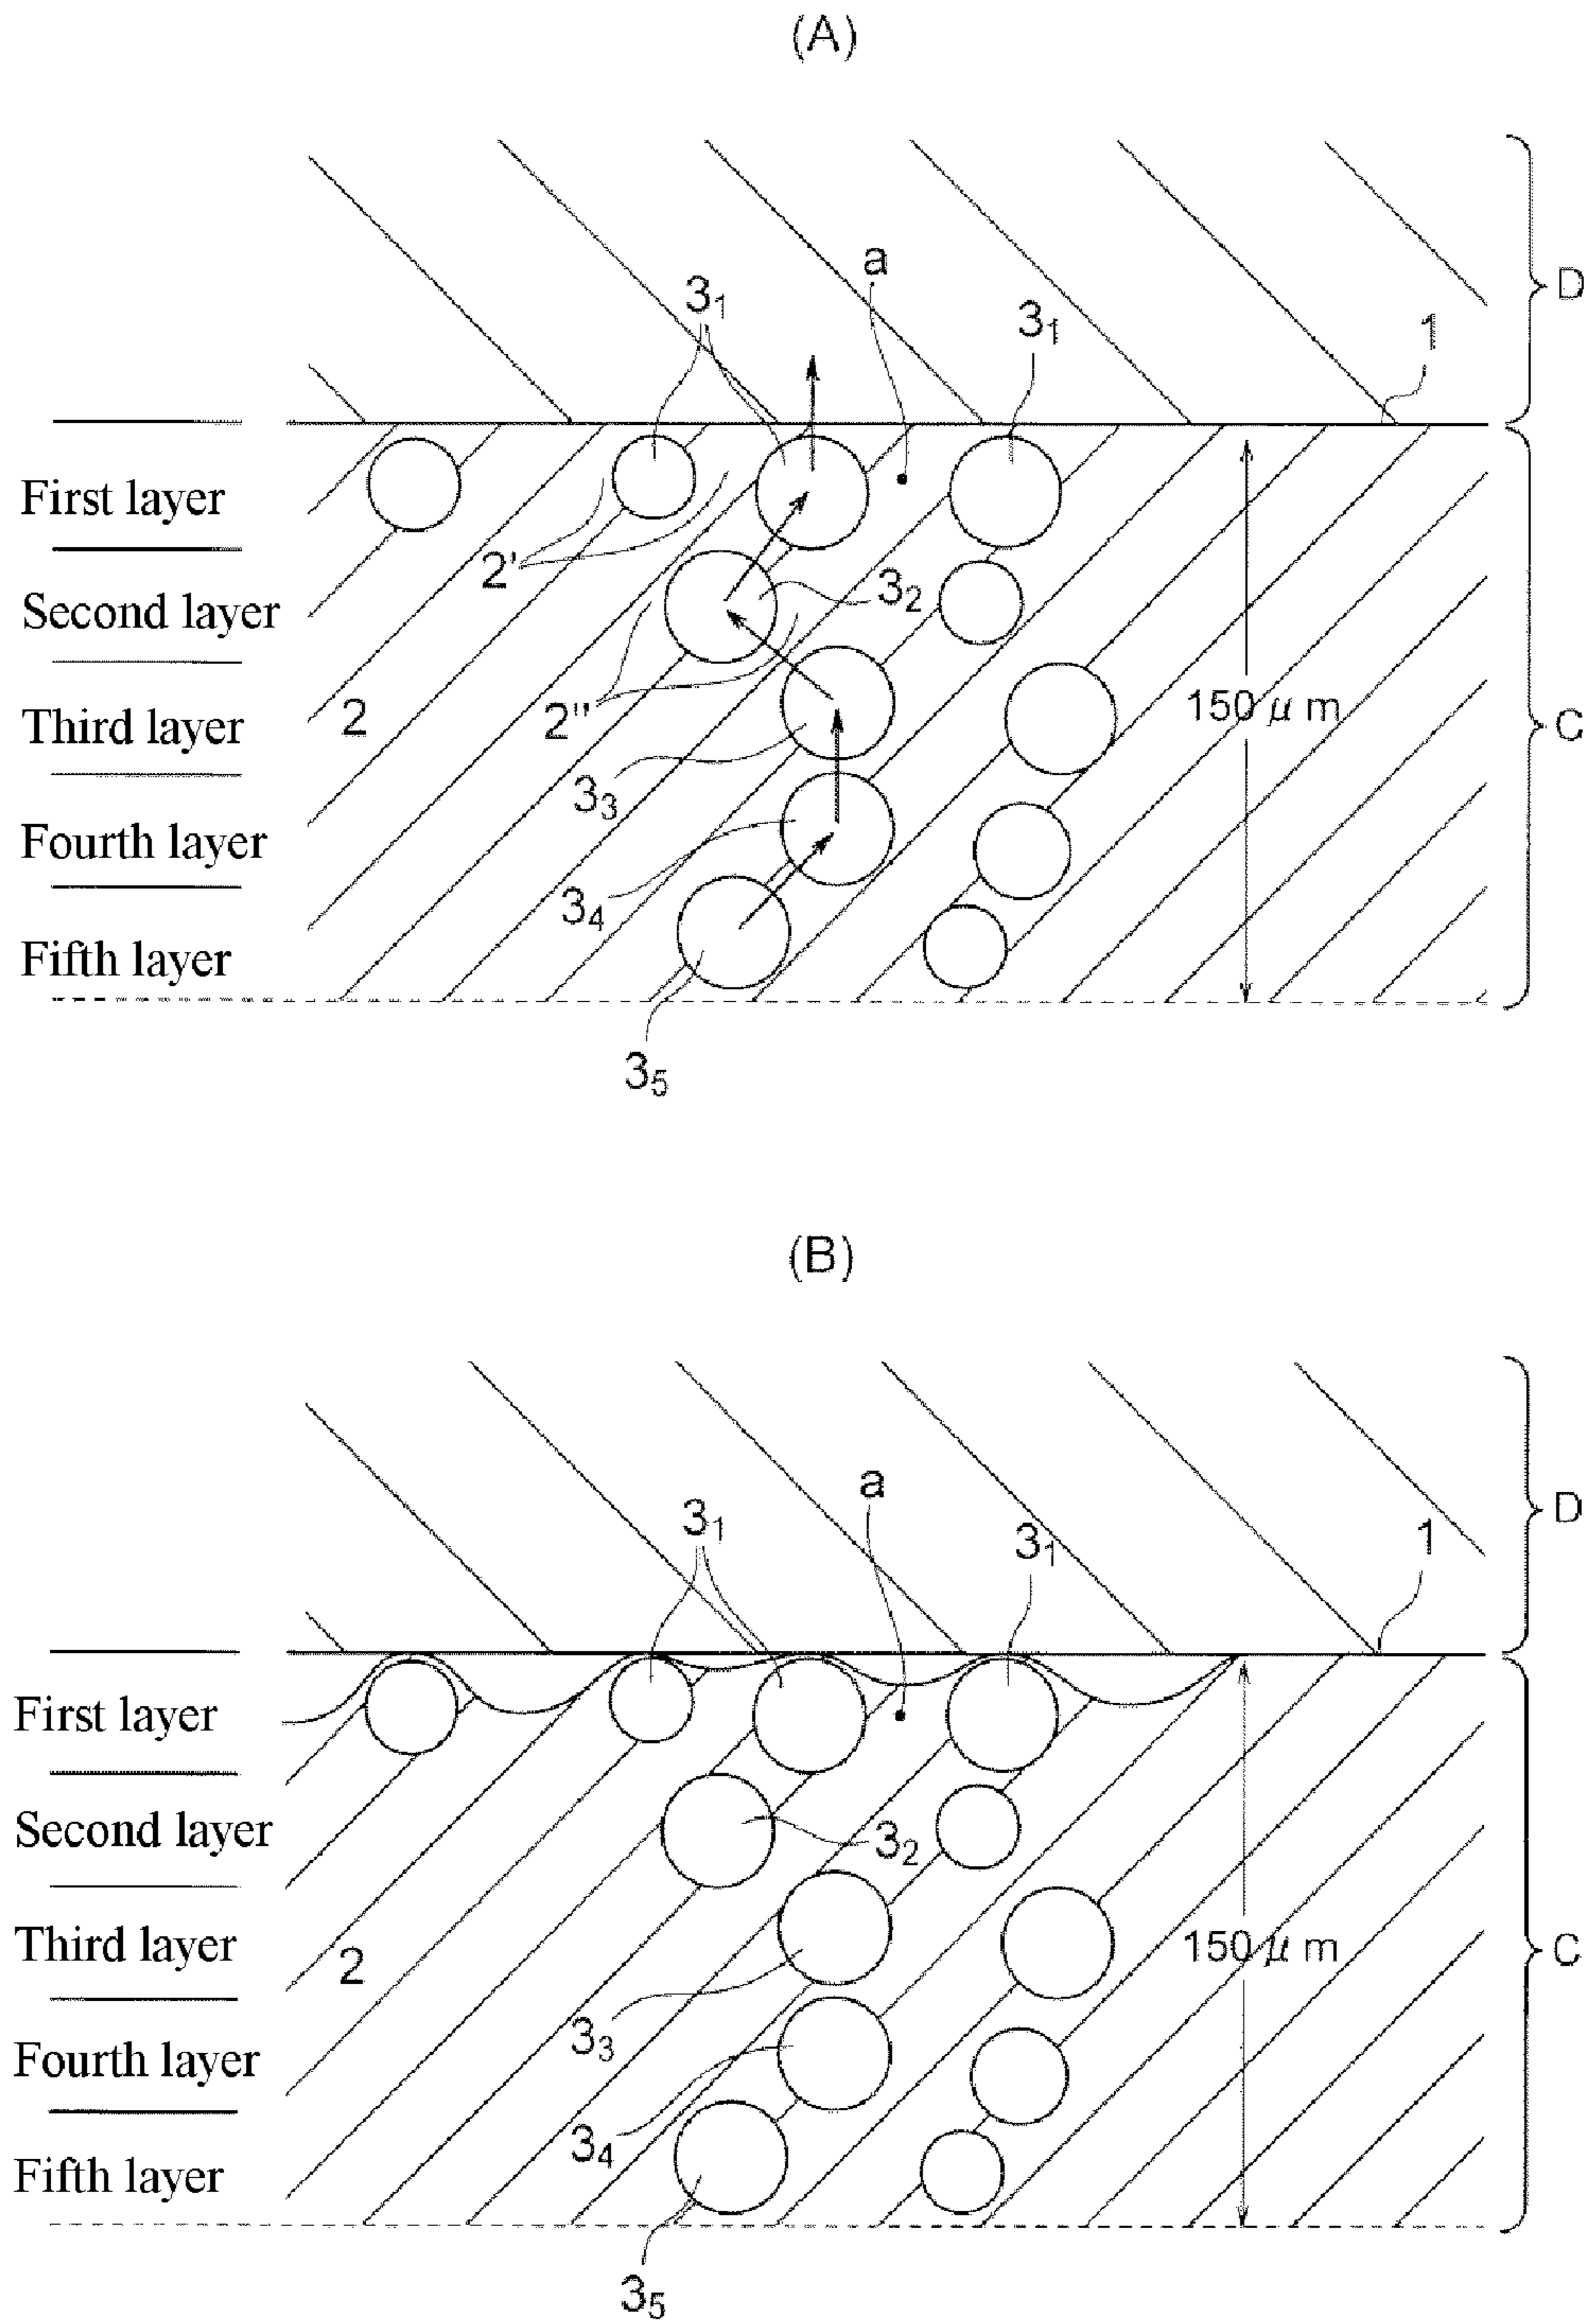 (A)
D
a
3₁
3₁
1
First layer
2'
Second layer
3₂
2
2"
150 μm
C
Third layer
3₃
Fourth layer
3₄
Fifth layer
3₅
(B)
D
a
3₁
3₁
1
First layer
Second layer
3₂
Third layer
2
150 μm
C
3₃
Fourth layer
3₄
Fifth layer
3₅